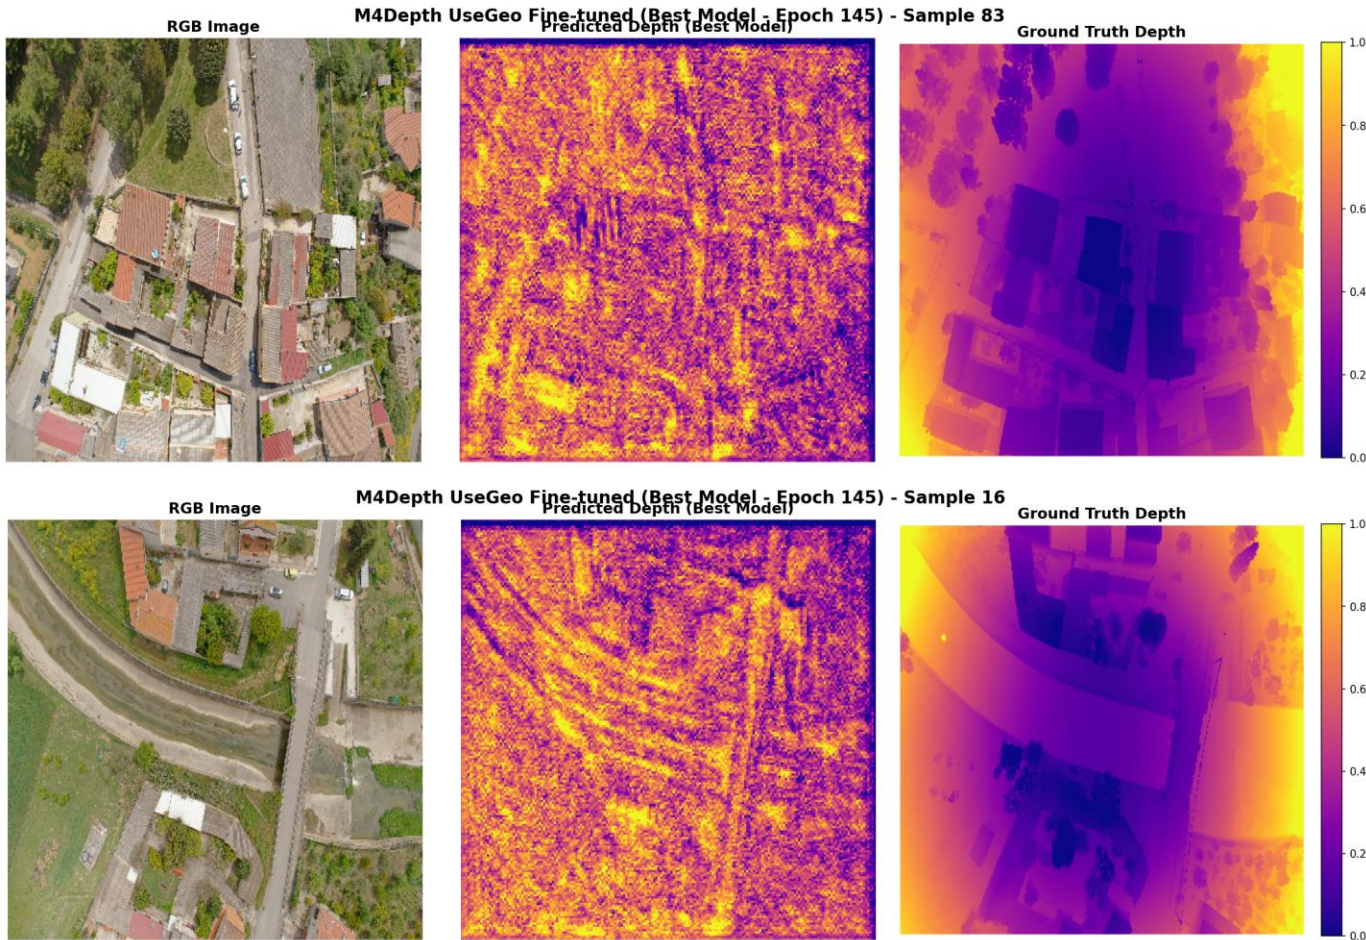 M4Depth UseGeo Fine-tuned (Best Model - Epoch 145) - Sample 83
RGB Image
Predicted Depth (Best Model)
Ground Truth Depth
1.0
0.8
0.6
0.4
0.2
0.0
M4Depth UseGeo Fine-tuned (Best Model - Epoch 145) - Sample 16
RGB Image
Predicted Depth (Best Model)
Ground Truth Depth
1.0
0.8
0.6
0.4
0.2
0.0